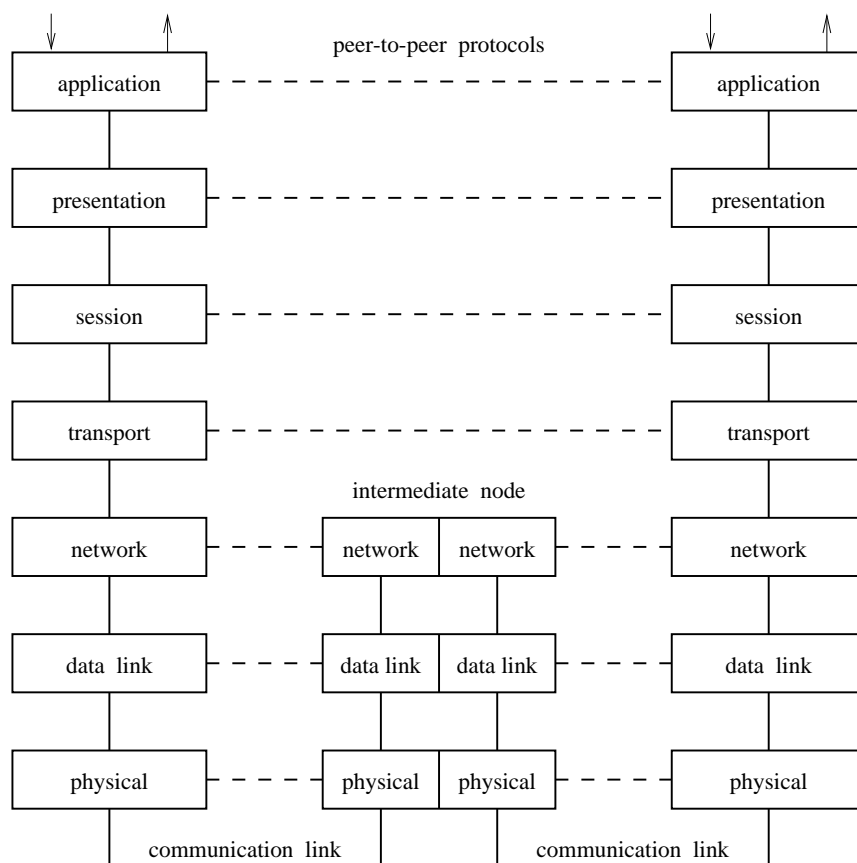 peer-to-peer protocols
application application
presentation presentation
session session
transport transport
intermediate node
network network network network
data link data link data link data link
physical physical physical physical
communication link communication link